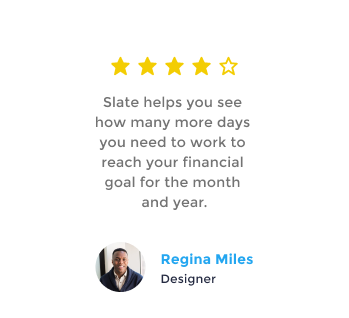 Slate helps you see
how many more days
you need to work to
reach your financial
goal for the month
and year.
Regina Miles
Designer